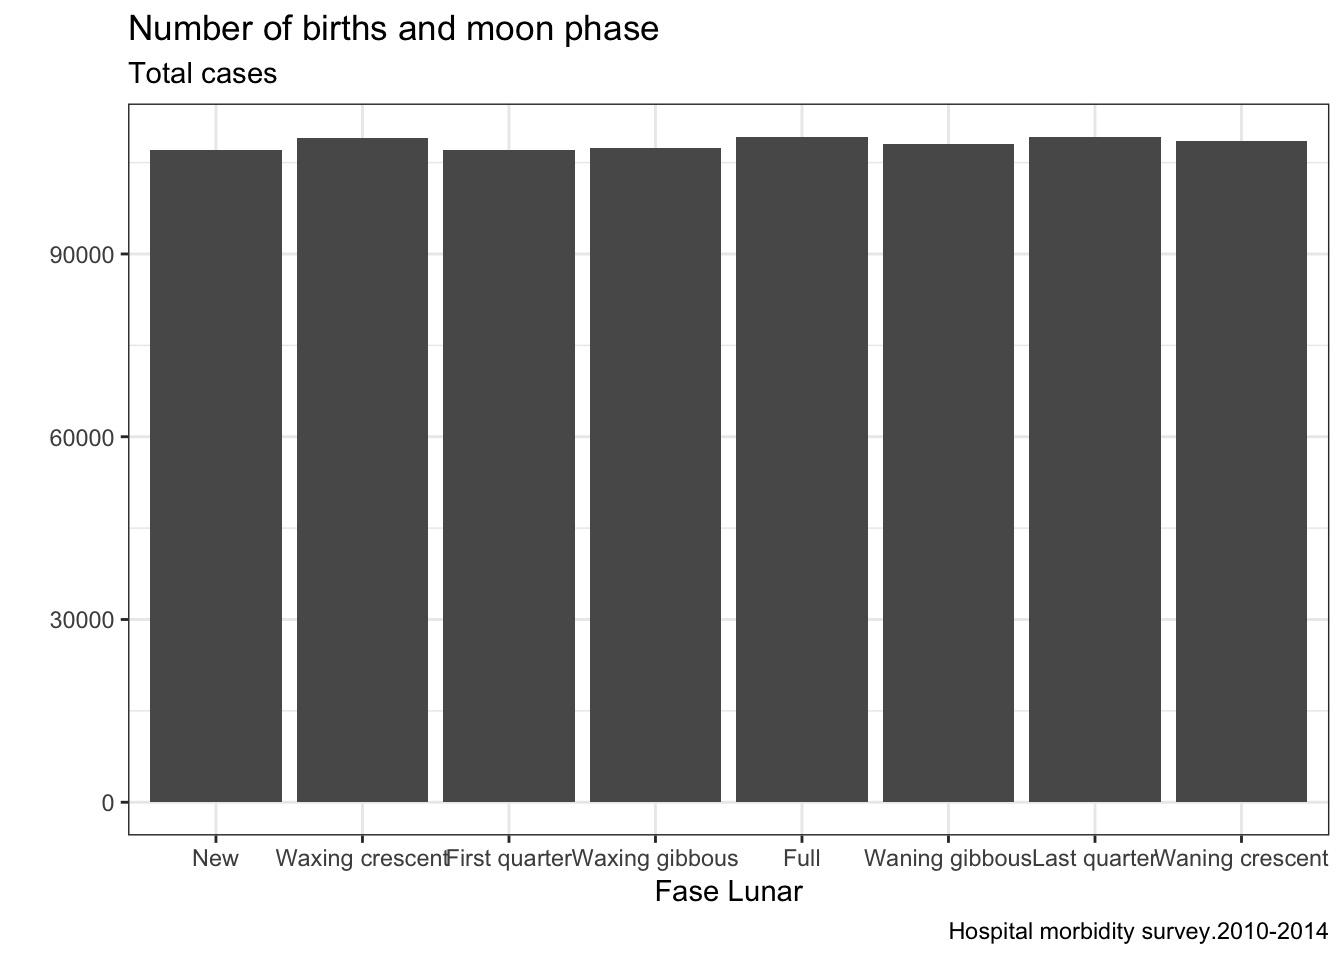 Number of births and moon phase
Total cases
90000
60000
30000
0
New Waxing crescent First quarter Waxing gibbous Full Waning gibbous Last quarter Waning crescent
Fase Lunar
Hospital morbidity survey.2010-2014